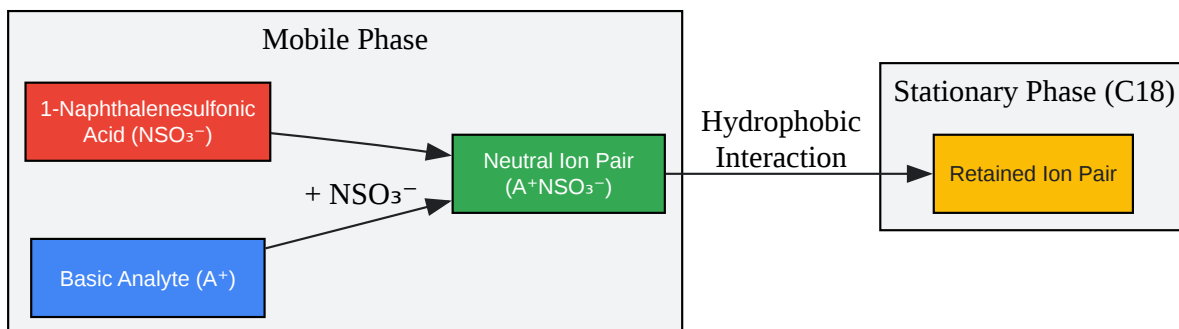 Mobile Phase
1-Naphthalenesulfonic
Acid (NSO₃⁻)
+ NSO₃⁻
Basic Analyte (A⁺)
Neutral Ion Pair
(A⁺NSO₃⁻)
Hydrophobic
Interaction
Stationary Phase (C18)
Retained Ion Pair